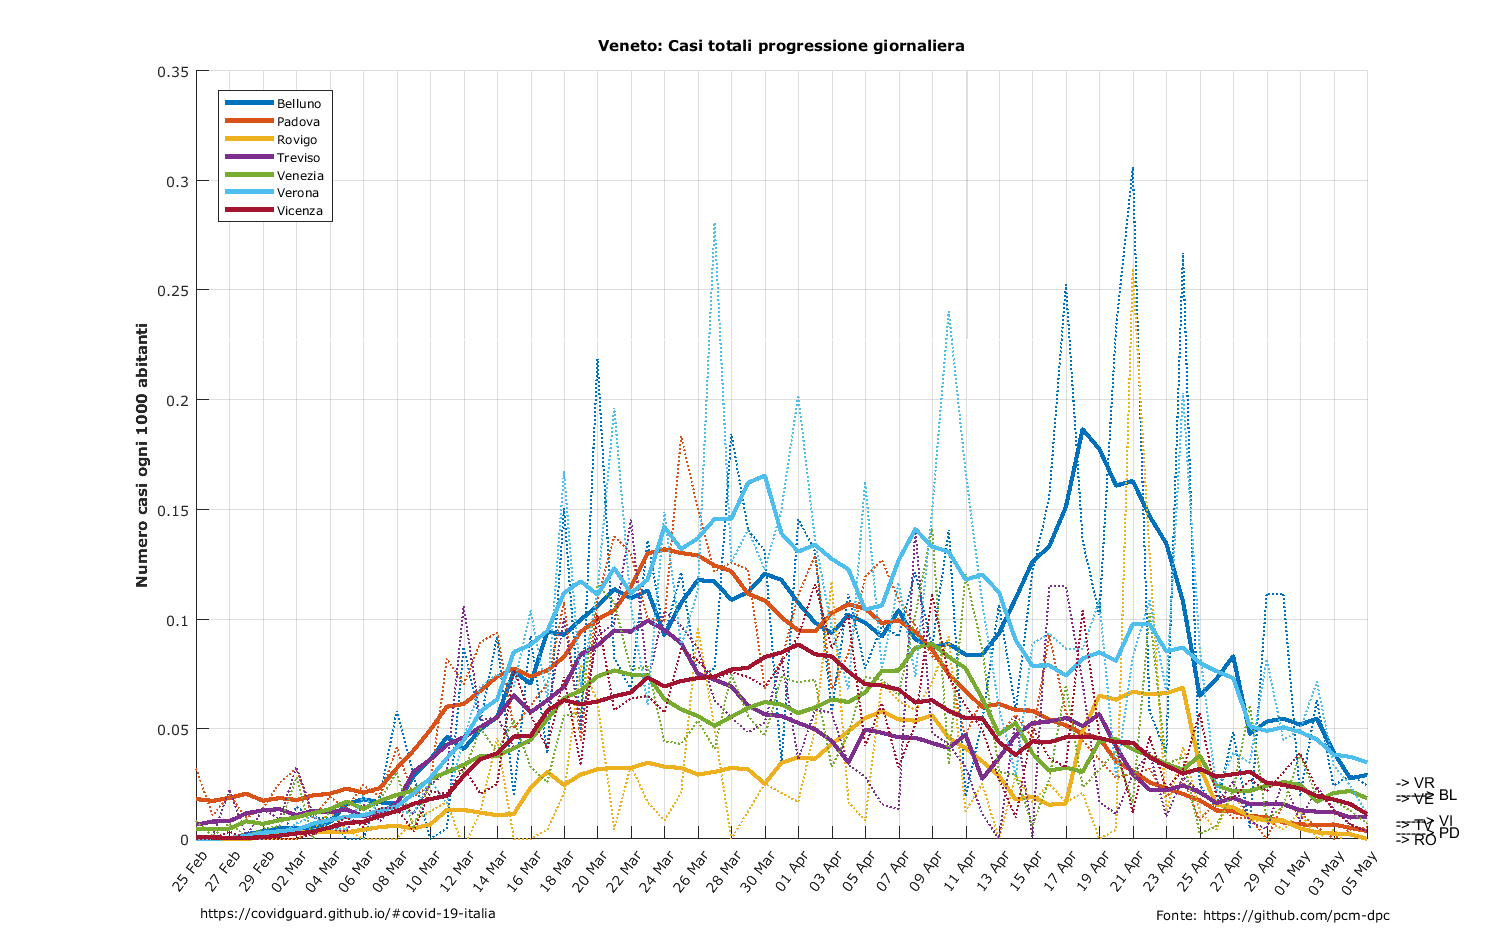 Veneto: Casi totali progressione giornaliera
Numero casi ogni 1000 abitanti
0.35
0.3
0.25
0.2
0.15
0.1
0.05
0
Belluno
Padova
Rovigo
Treviso
Venezia
Verona
Vicenza
25 Feb
27 Feb
29 Feb
02 Mar
04 Mar
06 Mar
08 Mar
10 Mar
12 Mar
14 Mar
16 Mar
18 Mar
20 Mar
22 Mar
24 Mar
26 Mar
28 Mar
30 Mar
01 Apr
03 Apr
05 Apr
07 Apr
09 Apr
11 Apr
13 Apr
15 Apr
17 Apr
19 Apr
21 Apr
23 Apr
25 Apr
27 Apr
29 Apr
01 May
03 May
05 May
-> VR
-> BL
-> VE
-> VI
-> TV
-> PD
-> RO
https://covidguard.github.io/#covid-19-italia
Fonte: https://github.com/pcm-dpc